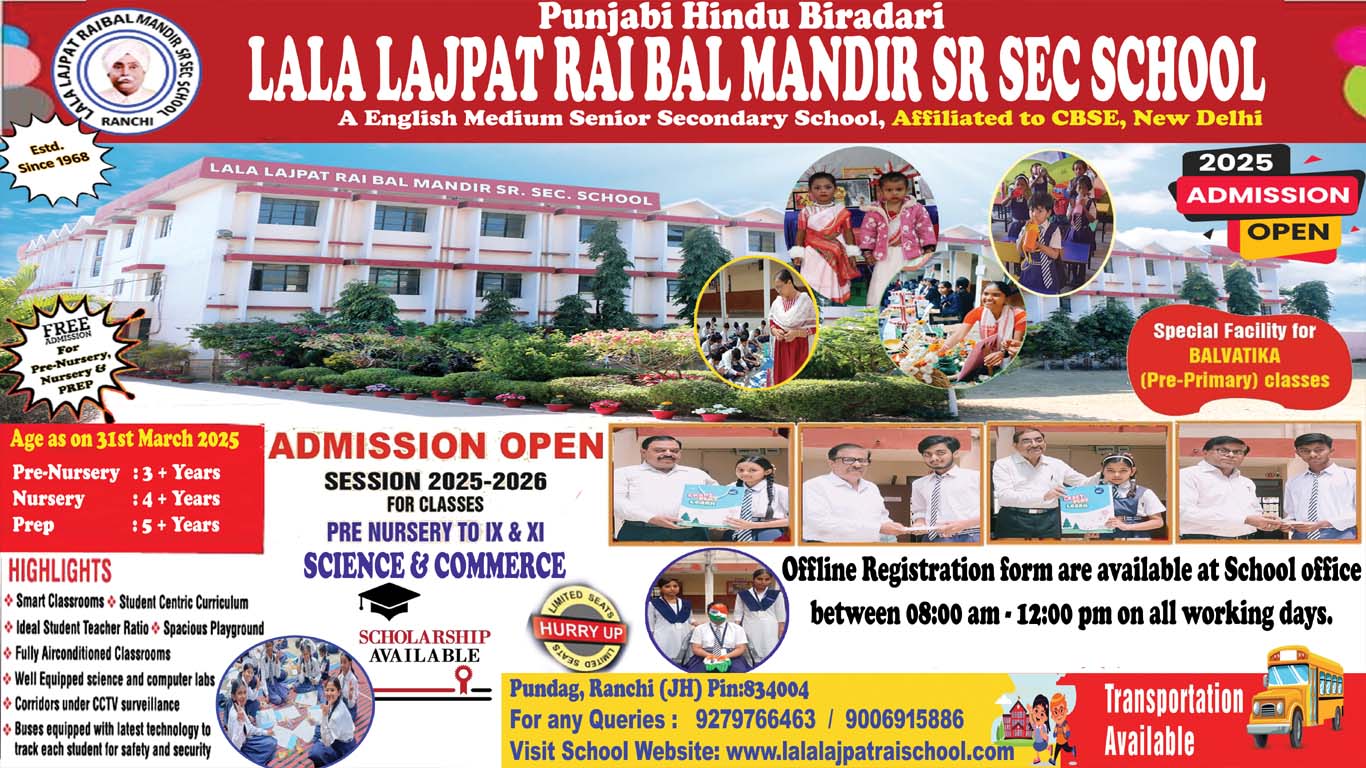 Punjabi Hindu Biradari
LALA LAJPAT RAI BAL MANDIR SR SEC SCHOOL
A English Medium Senior Secondary School, Affiliated to CBSE, New Delhi
LALA LAJPAT RAI BAL MANDIR SR SEC SCHOOL
RANCHI
Estd.
Since 1968
LALA LAJPAT RAI BAL MANDIR SR. SEC. SCHOOL
2025
ADMISSION
OPEN
FREE
ADMISSION
For
Pre-Nursery,
Nursery &
PREP
Special Facility for
BALVATIKA
(Pre-Primary) classes
Age as on 31st March 2025
Pre-Nursery : 3 + Years
Nursery : 4 + Years
Prep : 5 + Years
ADMISSION OPEN
SESSION 2025-2026
FOR CLASSES
PRE NURSERY TO IX & XI
SCIENCE & COMMERCE
SCHOLARSHIP
AVAILABLE
LIMITED SEATS
HURRY UP
LIMITED SEATS
HIGHLIGHTS
❖ Smart Classrooms ❖ Student Centric Curriculum
❖ Ideal Student Teacher Ratio ❖ Spacious Playground
❖ Fully Airconditioned Classrooms
❖ Well Equipped science and computer labs
❖ Corridors under CCTV surveillance
❖ Buses equipped with latest technology to
track each student for safety and security
Offline Registration form are available at School office
between 08:00 am - 12:00 pm on all working days.
Pundag, Ranchi (JH) Pin:834004
For any Queries : 9279766463 / 9006915886
Visit School Website: www.lalalajpatraischool.com
Transportation
Available